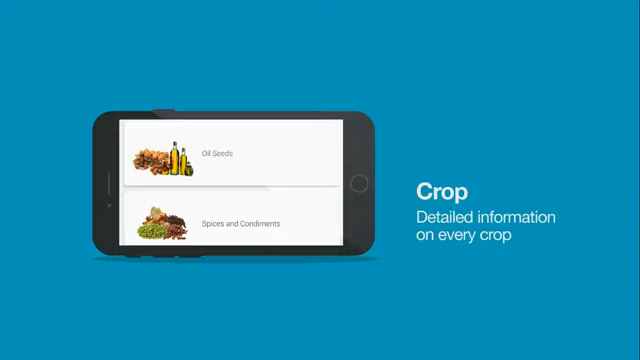 Oil Seeds
Spices and Condiments
Crop
Detailed information
on every crop